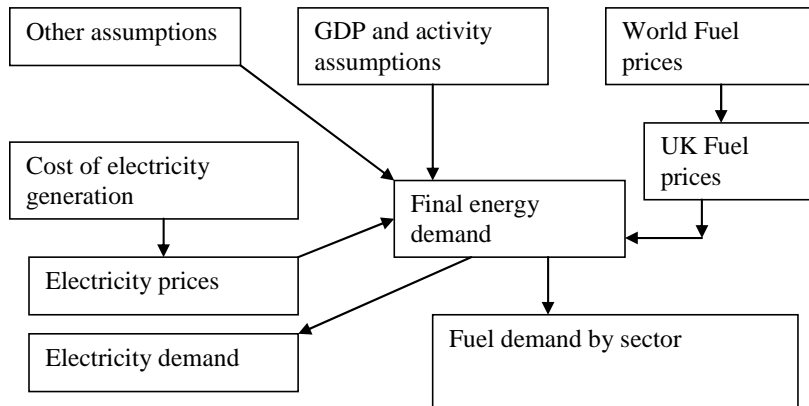 Other assumptions
GDP and activity
assumptions
World Fuel
prices
Cost of electricity
generation
UK Fuel
prices
Final energy
demand
Electricity prices
Electricity demand
Fuel demand by sector